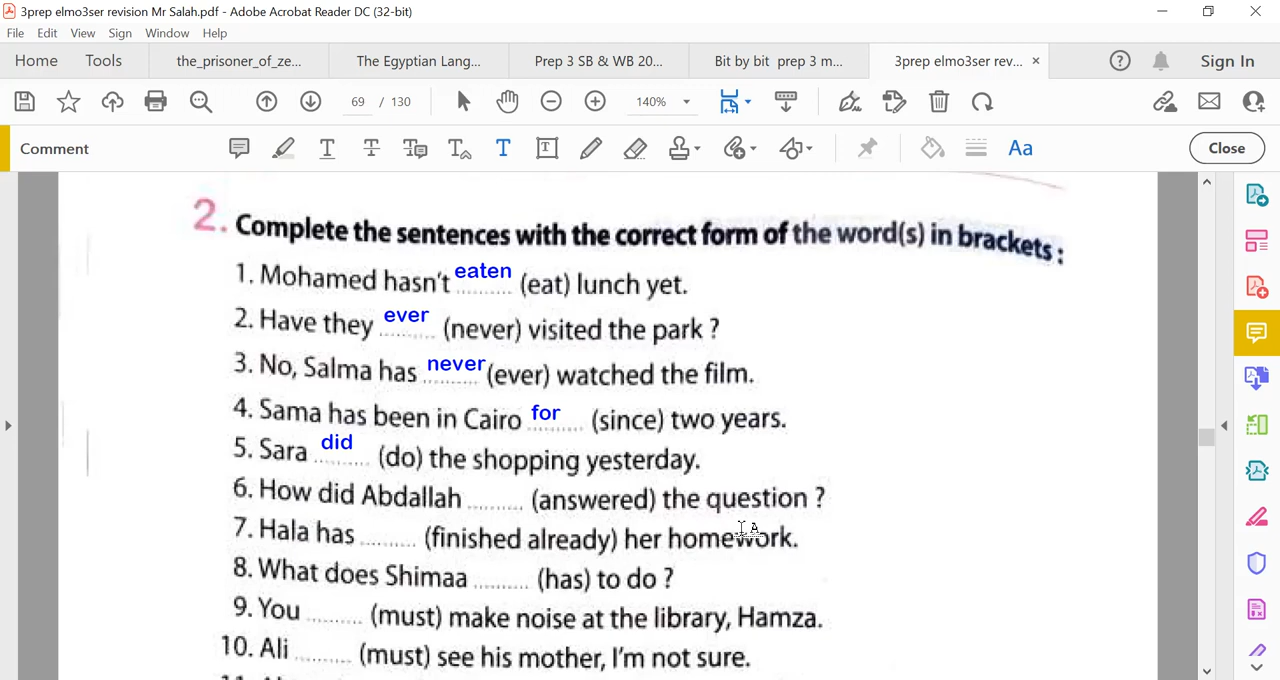 3prep elmo3ser revision Mr Salah.pdf - Adobe Acrobat Reader DC (32-bit)
File Edit View Sign Window Help
Home Tools the_prisoner_of_ze... The Egyptian Lang... Prep 3 SB & WB 20... Bit by bit prep 3 m... 3prep elmo3ser rev... × Sign In
69 / 130 140%
Comment Aa Close
2. Complete the sentences with the correct form of the word(s) in brackets :
1. Mohamed hasn't eaten (eat) lunch yet.
2. Have they ever (never) visited the park ?
3. No, Salma has never (ever) watched the film.
4. Sama has been in Cairo for (since) two years.
5. Sara did (do) the shopping yesterday.
6. How did Abdallah .......... (answered) the question ?
7. Hala has .......... (finished already) her homework.
8. What does Shimaa .......... (has) to do ?
9. You .......... (must) make noise at the library, Hamza.
10. Ali .......... (must) see his mother, I'm not sure.